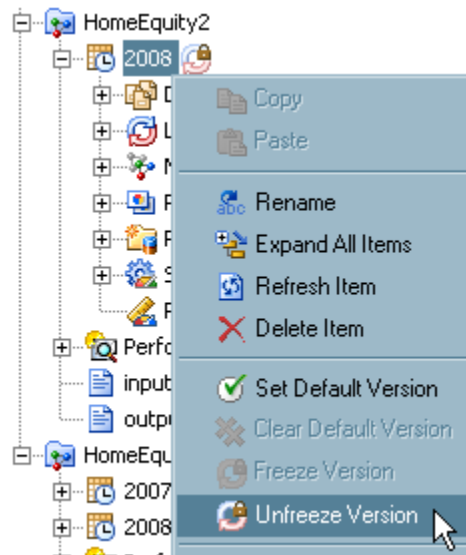 HomeEquity2
2008
Copy
Paste
Rename
Expand All Items
Refresh Item
Delete Item
Set Default Version
Clear Default Version
Freeze Version
Unfreeze Version
Perfo
input
outpu
HomeEqu
2007
2008